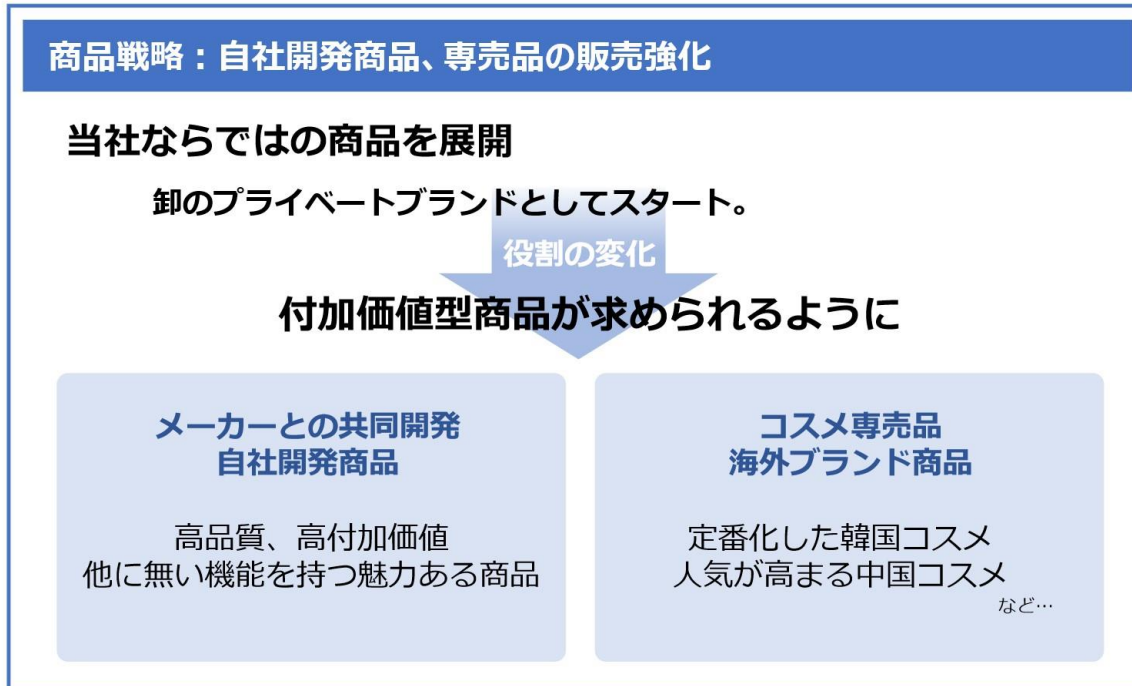 商品戦略：自社開発商品、専売品の販売強化
当社ならではの商品を展開
卸のプライベートブランドとしてスタート。
役割の変化
付加価値型商品が求められるように
メーカーとの共同開発
自社開発商品
高品質、高付加価値
他に無い機能を持つ魅力ある商品
コスメ専売品
海外ブランド商品
定番化した韓国コスメ
人気が高まる中国コスメ
など…